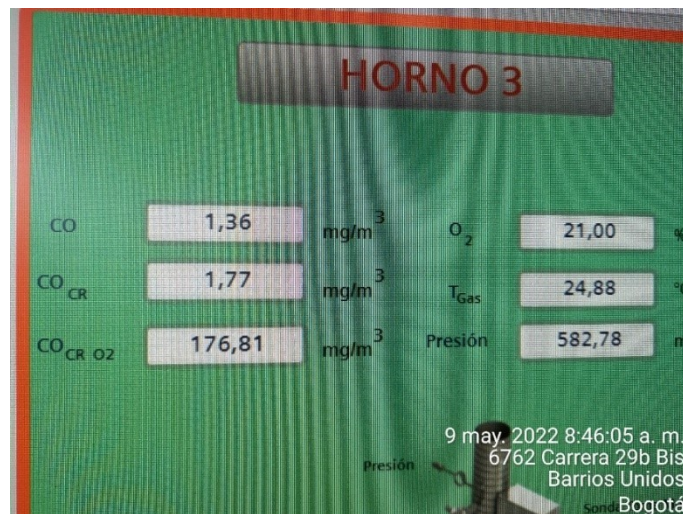 HORNO 3
CO 1,36 mg/m³ O₂ 21,00 %
CO CR 1,77 mg/m³ T Gas 24,88
CO CR O2 176,81 mg/m³ Presión 582,78
9 may. 2022 8:46:05 a. m.
6762 Carrera 29b Bis
Presión
Barrios Unidos
Bogotá